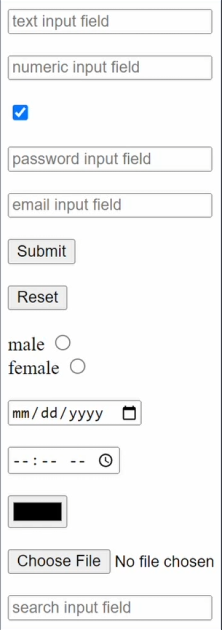 text input field
numeric input field
password input field
email input field
Submit
Reset
male
female
mm/dd/yyyy
--:-- --
Choose File No file chosen
search input field